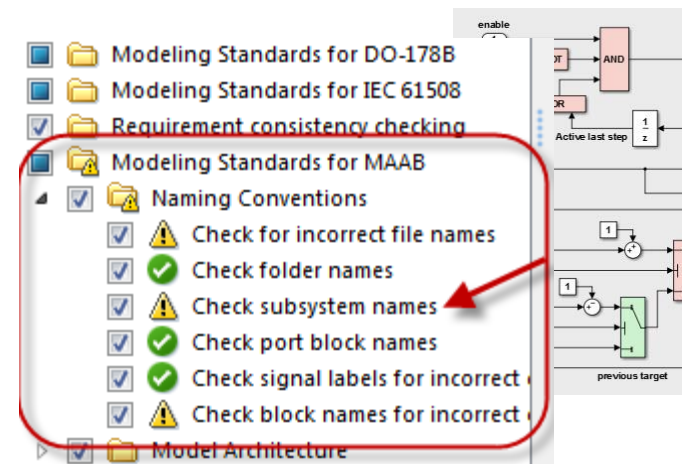 Modeling Standards for DO-178B
Modeling Standards for IEC 61508
Requirement consistency checking
Modeling Standards for MAAB
Naming Conventions
Check for incorrect file names
Check folder names
Check subsystem names
Check port block names
Check signal labels for incorrect
Check block names for incorrect
Model Architecture
enable
AND
Active last step
1
z
1
1
previous target